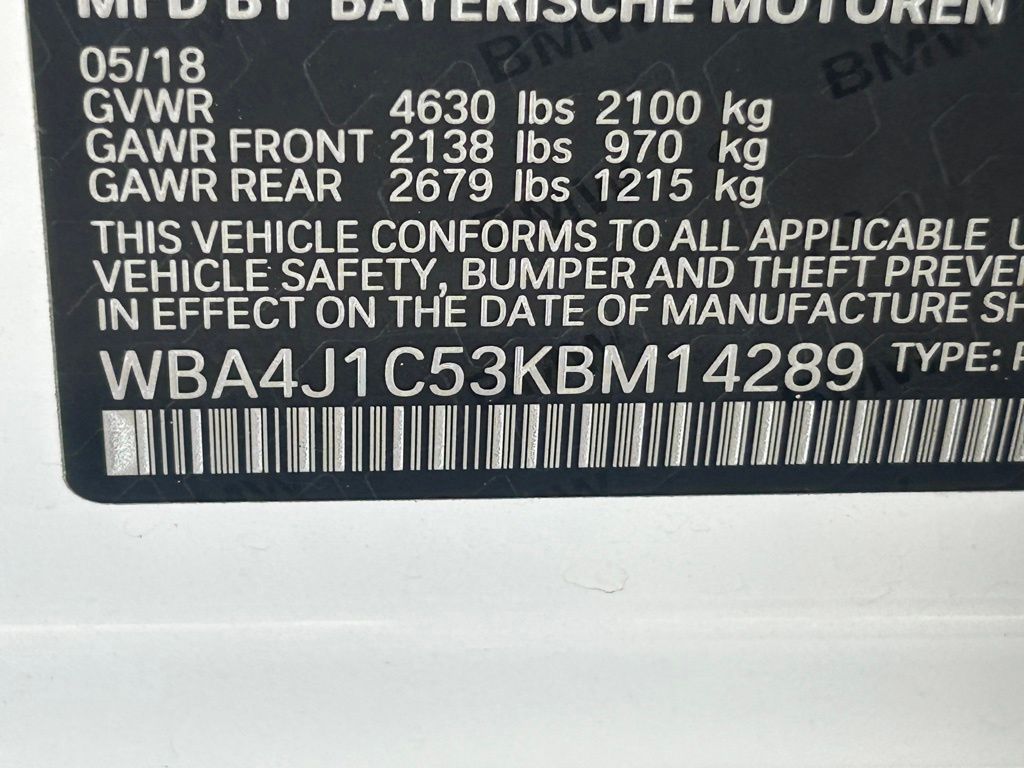 MFD BY BAYERISCHE MOTOREN
05/18
GVWR 4630 lbs 2100 kg
GAWR FRONT 2138 lbs 970 kg
GAWR REAR 2679 lbs 1215 kg
THIS VEHICLE CONFORMS TO ALL APPLICABLE U
VEHICLE SAFETY, BUMPER AND THEFT PREVE
IN EFFECT ON THE DATE OF MANUFACTURE SH
WBA4J1C53KBM14289 TYPE: